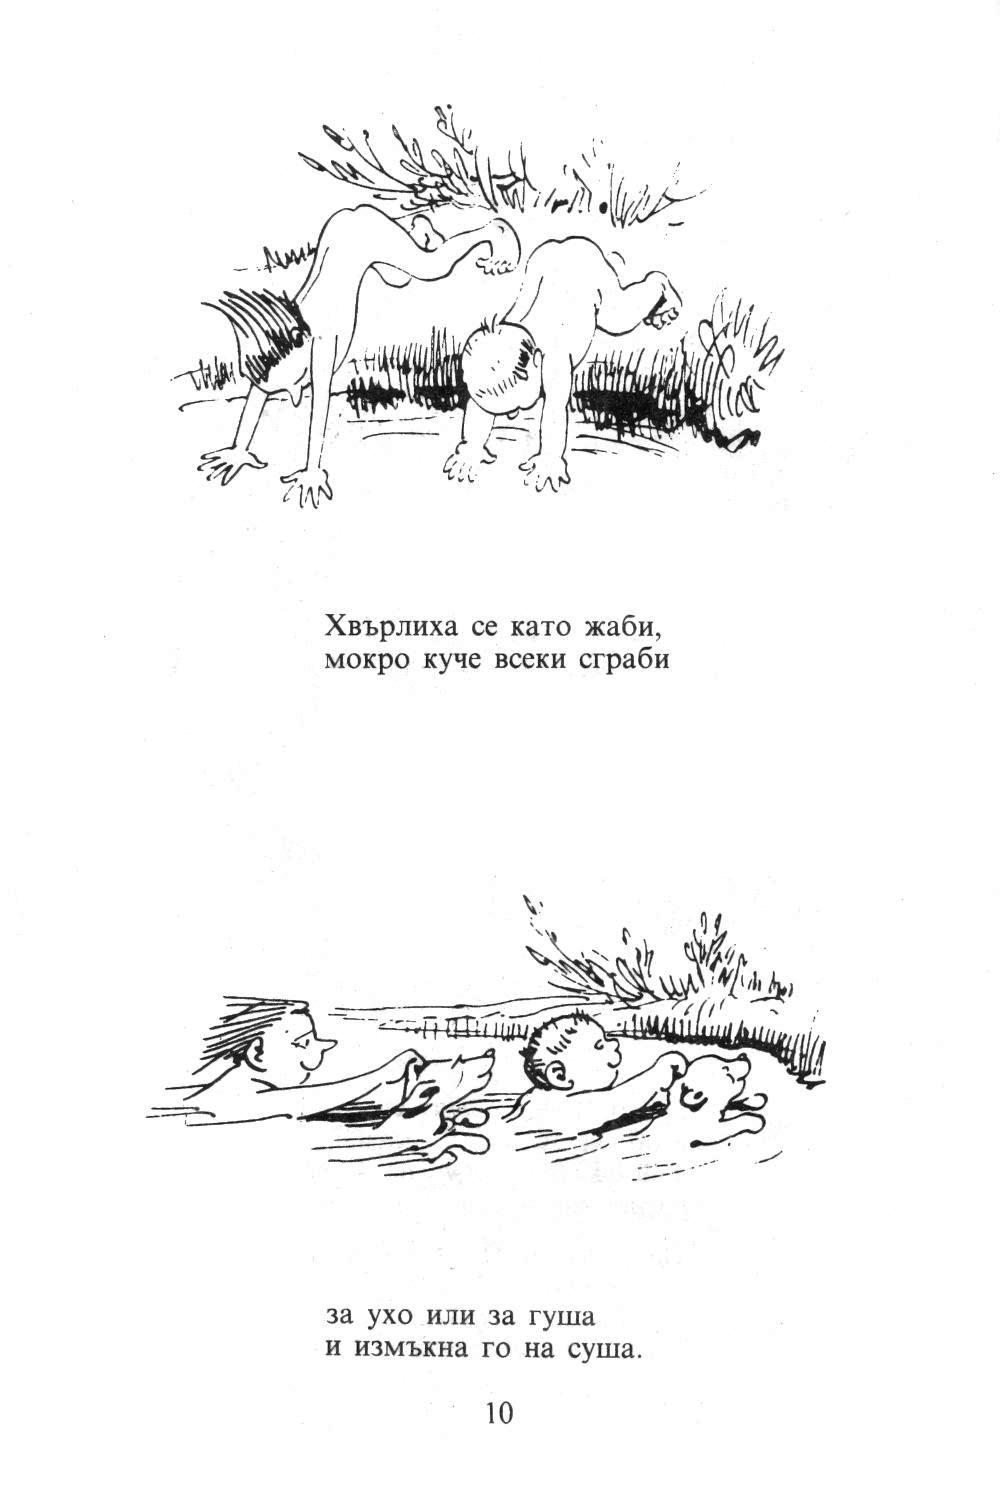 Хвърлиха се като жаби,
мокро куче всеки сграби
за ухо или за гуша
и измъкна го на суша.
10